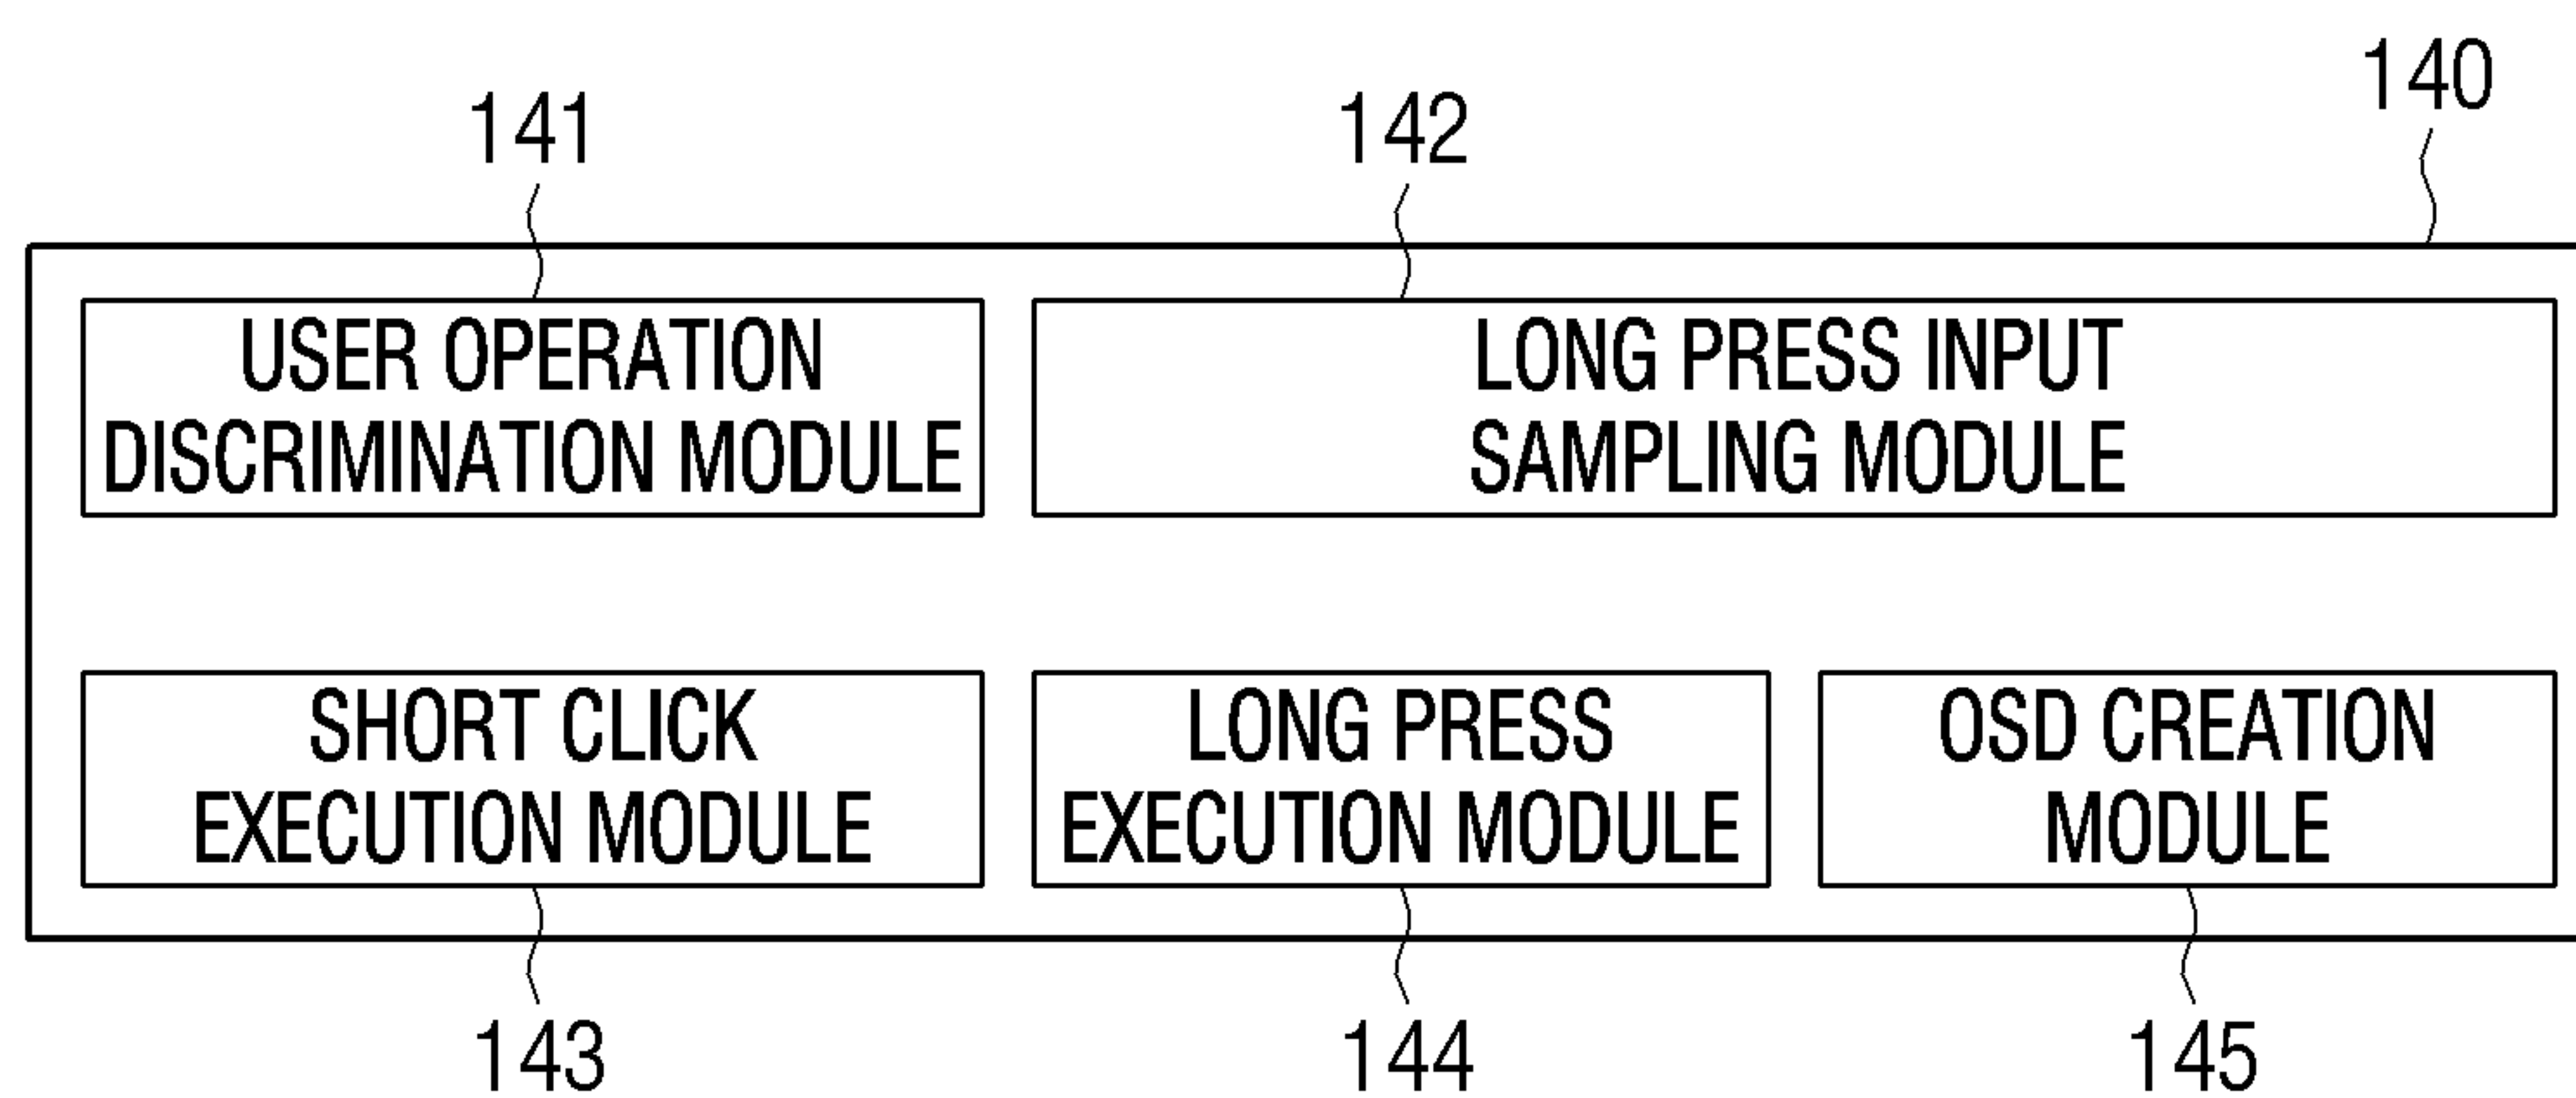 140
141
142
USER OPERATION
DISCRIMINATION MODULE
LONG PRESS INPUT
SAMPLING MODULE
SHORT CLICK
EXECUTION MODULE
LONG PRESS
EXECUTION MODULE
OSD CREATION
MODULE
143
144
145